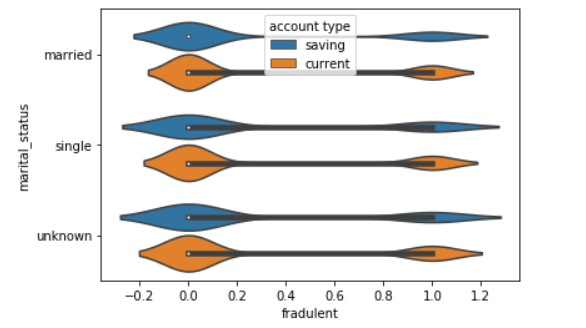 account type
saving
current
married
single
unknown
marital_status
−0.2 0.0 0.2 0.4 0.6 0.8 1.0 1.2
fradulent